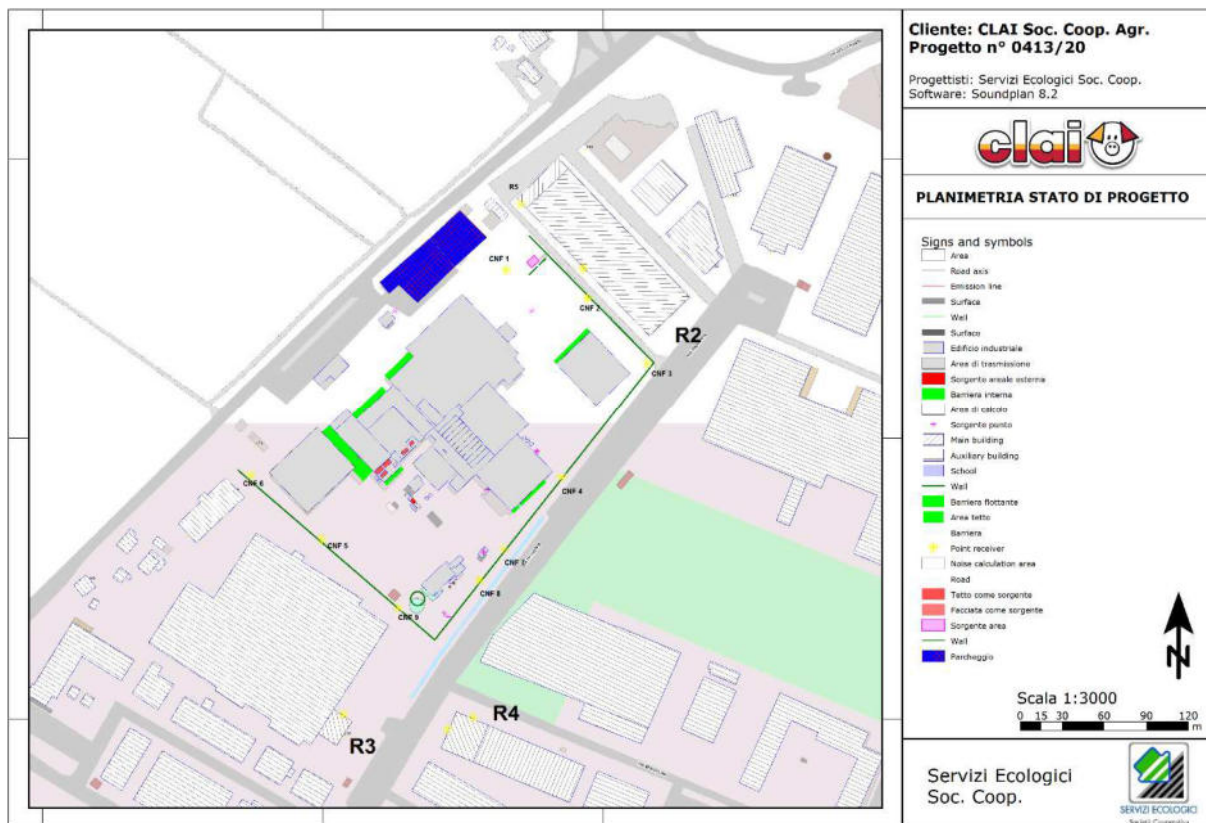 Cliente: CLAI Soc. Coop. Agr.
Progetto n° 0413/20
Progettisti: Servizi Ecologici Soc. Coop.
Software: Soundplan 8.2
clai
PLANIMETRIA STATO DI PROGETTO
Signs and symbols
Area
Road axis
Emission line
Surface
Wall
Surface
Edificio industriale
Area di trasmissione
Sorgente areale esterna
Barriera interna
Area di calcolo
Sorgente punto
Main building
Auxiliary building
School
Wall
Barriera flottante
Area tetto
Barriera
Point receiver
Noise calculation area
Road
Tetto come sorgente
Facciata come sorgente
Sorgente area
Wall
Parcheggio
N
Scala 1:3000
0 15 30 60 90 120
m
Servizi Ecologici
Soc. Coop.
SERVIZI ECOLOGICI
R5
CNF 1
CNF 2
R2
CNF 3
CNF 4
CNF 6
CNF 5
CNF 8
CNF 9
R4
R3